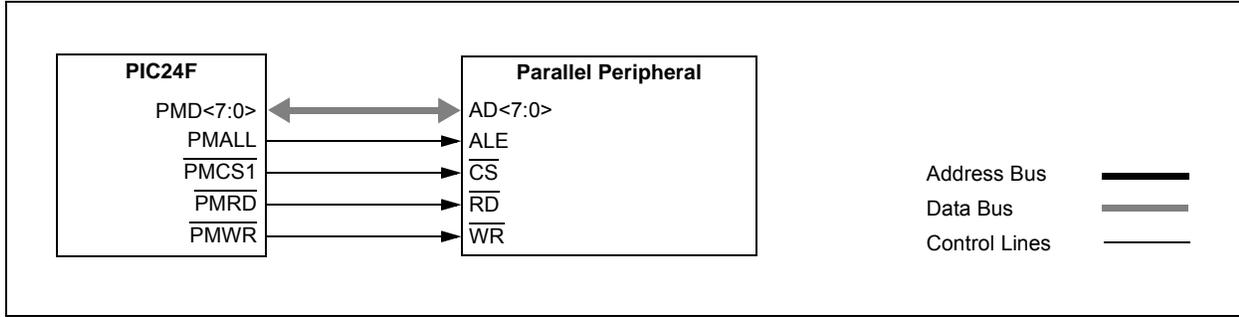 PIC24F
PMD<7:0>
PMALL
PMCS1
PMRD
PMWR
Parallel Peripheral
AD<7:0>
ALE
CS
RD
WR
Address Bus
Data Bus
Control Lines